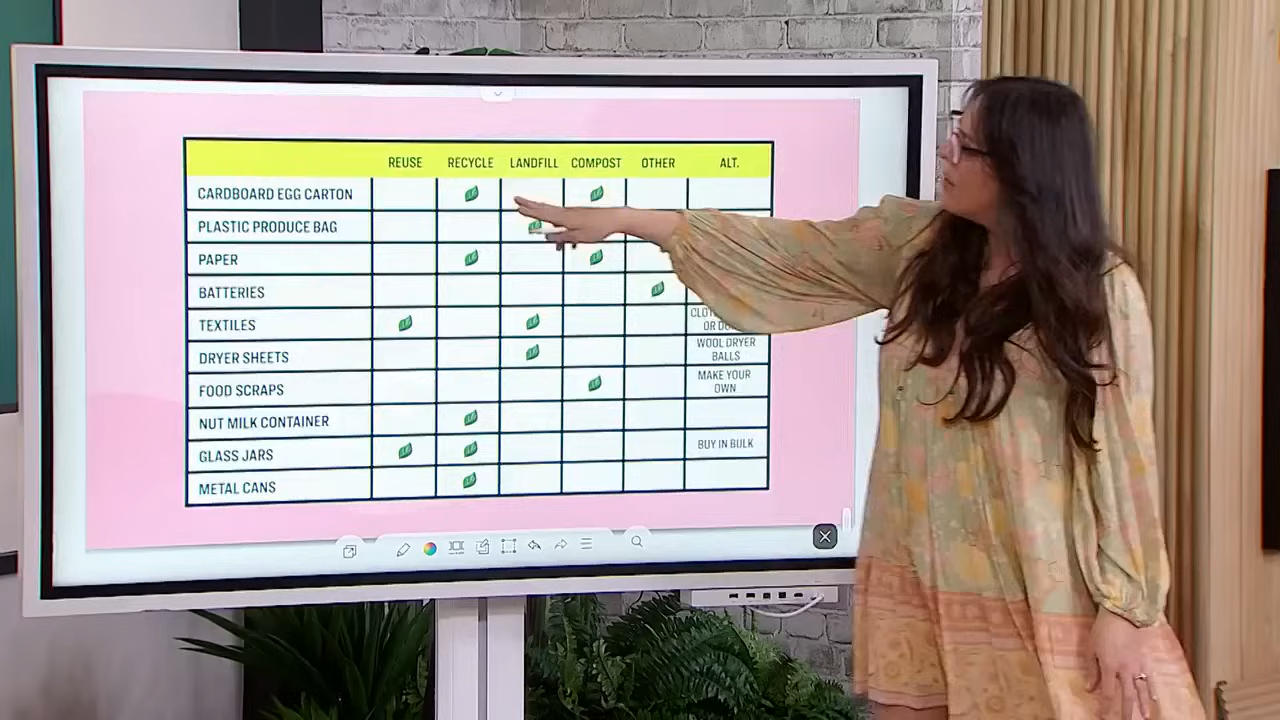 REUSE RECYCLE LANDFILL COMPOST OTHER ALT.
CARDBOARD EGG CARTON
PLASTIC PRODUCE BAG
PAPER
BATTERIES
TEXTILES
OR
DRYER SHEETS WOOL DRYER
BALLS
FOOD SCRAPS MAKE YOUR
OWN
NUT MILK CONTAINER
GLASS JARS BUY IN BULK
METAL CANS